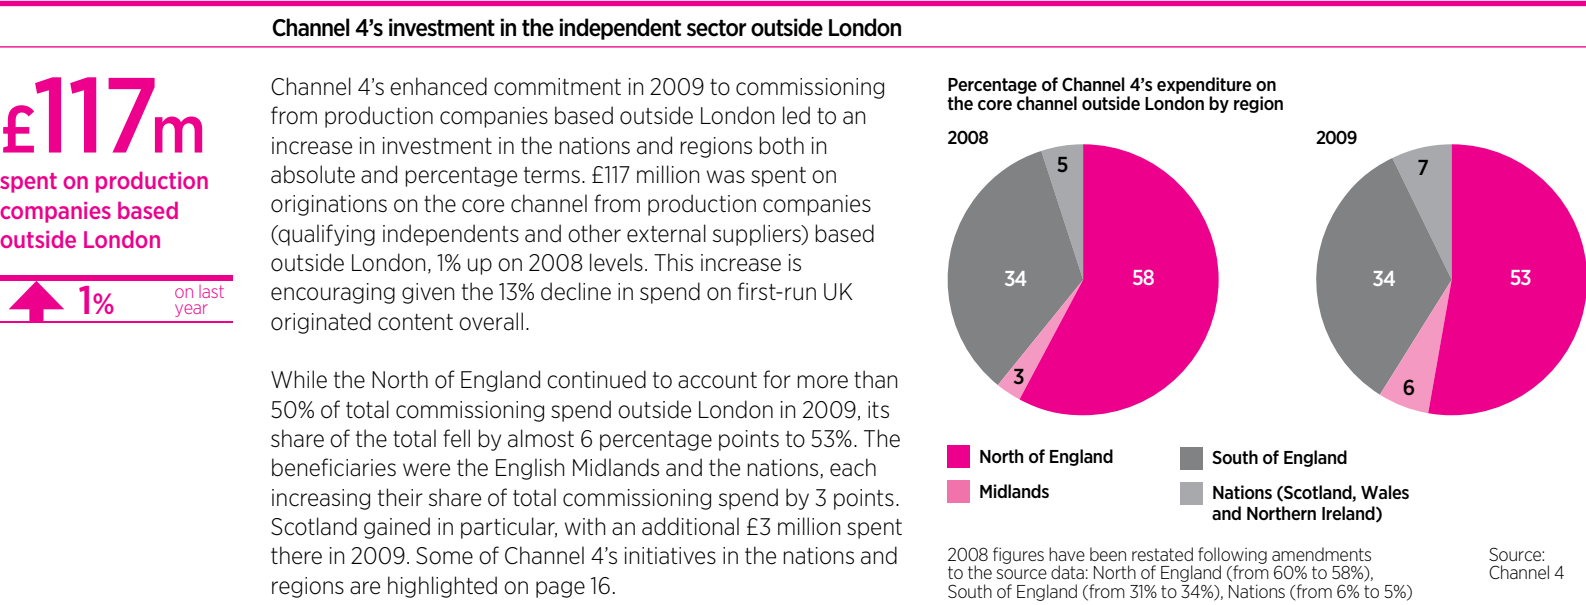 Channel 4’s investment in the independent sector outside London
£117m
spent on production
companies based
outside London
1%
on last
year
Channel 4’s enhanced commitment in 2009 to commissioning
from production companies based outside London led to an
increase in investment in the nations and regions both in
absolute and percentage terms. £117 million was spent on
originations on the core channel from production companies
(qualifying independents and other external suppliers) based
outside London, 1% up on 2008 levels. This increase is
encouraging given the 13% decline in spend on first-run UK
originated content overall.
While the North of England continued to account for more than
50% of total commissioning spend outside London in 2009, its
share of the total fell by almost 6 percentage points to 53%. The
beneficiaries were the English Midlands and the nations, each
increasing their share of total commissioning spend by 3 points.
Scotland gained in particular, with an additional £3 million spent
there in 2009. Some of Channel 4’s initiatives in the nations and
regions are highlighted on page 16.
Percentage of Channel 4’s expenditure on
the core channel outside London by region
2008
5
34
58
3
2009
7
34
53
6
North of England
Midlands
South of England
Nations (Scotland, Wales
and Northern Ireland)
2008 figures have been restated following amendments
to the source data: North of England (from 60% to 58%),
South of England (from 31% to 34%), Nations (from 6% to 5%)
Source:
Channel 4